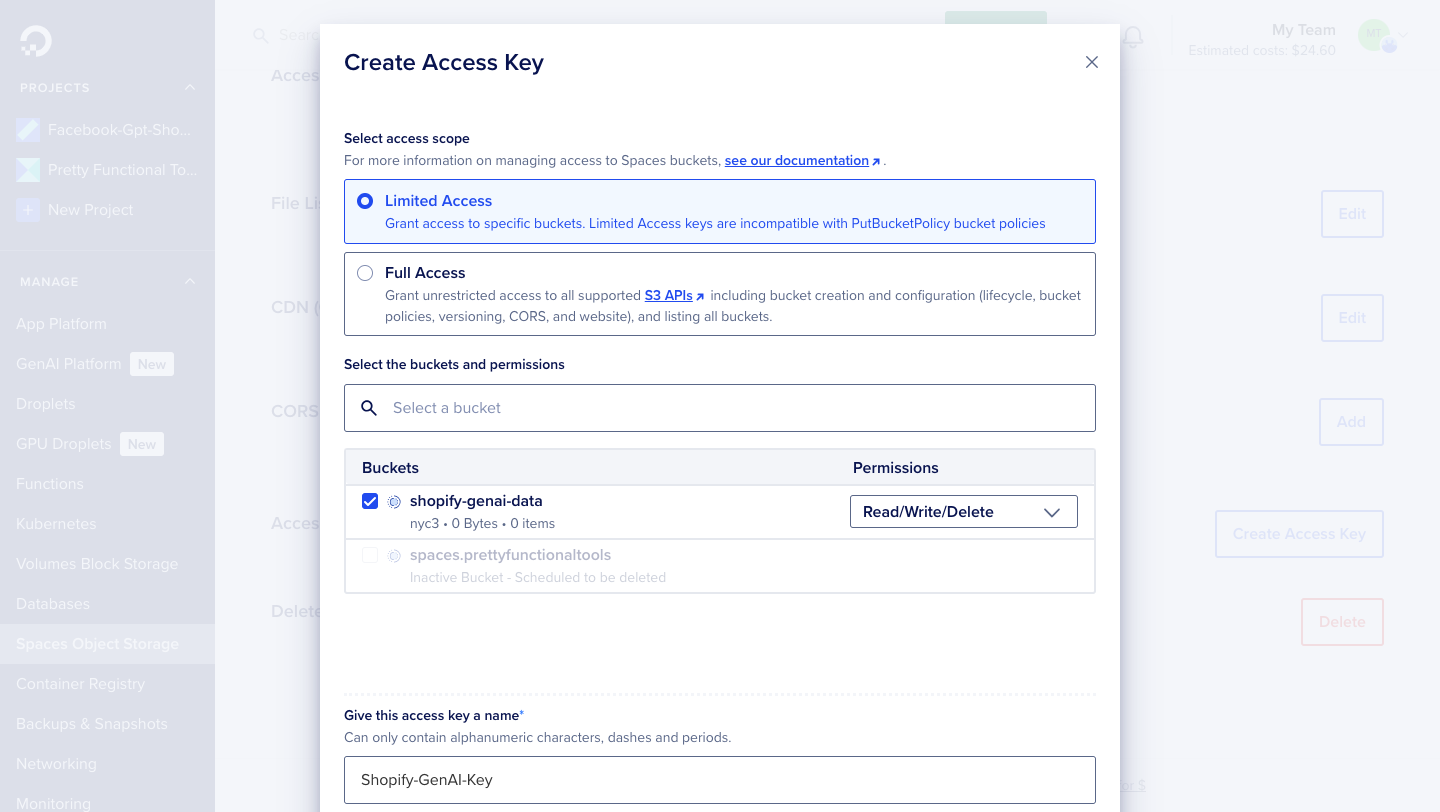 PROJECTS
Facebook-Gpt-Sho...
Pretty Functional To...
New Project
MANAGE
App Platform
GenAI Platform New
Droplets
GPU Droplets New
Functions
Kubernetes
Volumes Block Storage
Databases
Spaces Object Storage
Container Registry
Backups & Snapshots
Networking
Monitoring
Searc
My Team
Estimated costs: $24.60
MT
Acces
File Lis
Edit
CDN (
Edit
CORS
Add
Acces
Create Access Key
Delete
Delete
for $
Create Access Key
Select access scope
For more information on managing access to Spaces buckets, see our documentation .
Limited Access
Grant access to specific buckets. Limited Access keys are incompatible with PutBucketPolicy bucket policies
Full Access
Grant unrestricted access to all supported S3 APIs including bucket creation and configuration (lifecycle, bucket
policies, versioning, CORS, and website), and listing all buckets.
Select the buckets and permissions
Select a bucket
Buckets Permissions
shopify-genai-data
nyc3 • 0 Bytes • 0 items
Read/Write/Delete
spaces.prettyfunctionaltools
Inactive Bucket - Scheduled to be deleted
Give this access key a name*
Can only contain alphanumeric characters, dashes and periods.
Shopify-GenAI-Key